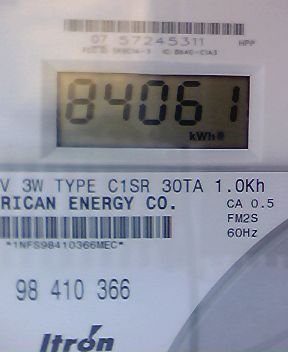 07 57245311 HPP
84061
kWh
V 3W TYPE C1SR 30TA 1.0Kh
RICAN ENERGY CO. CA 0.5
FM2S
*1NFS98410366MEC* 60Hz
98 410 366
Itron